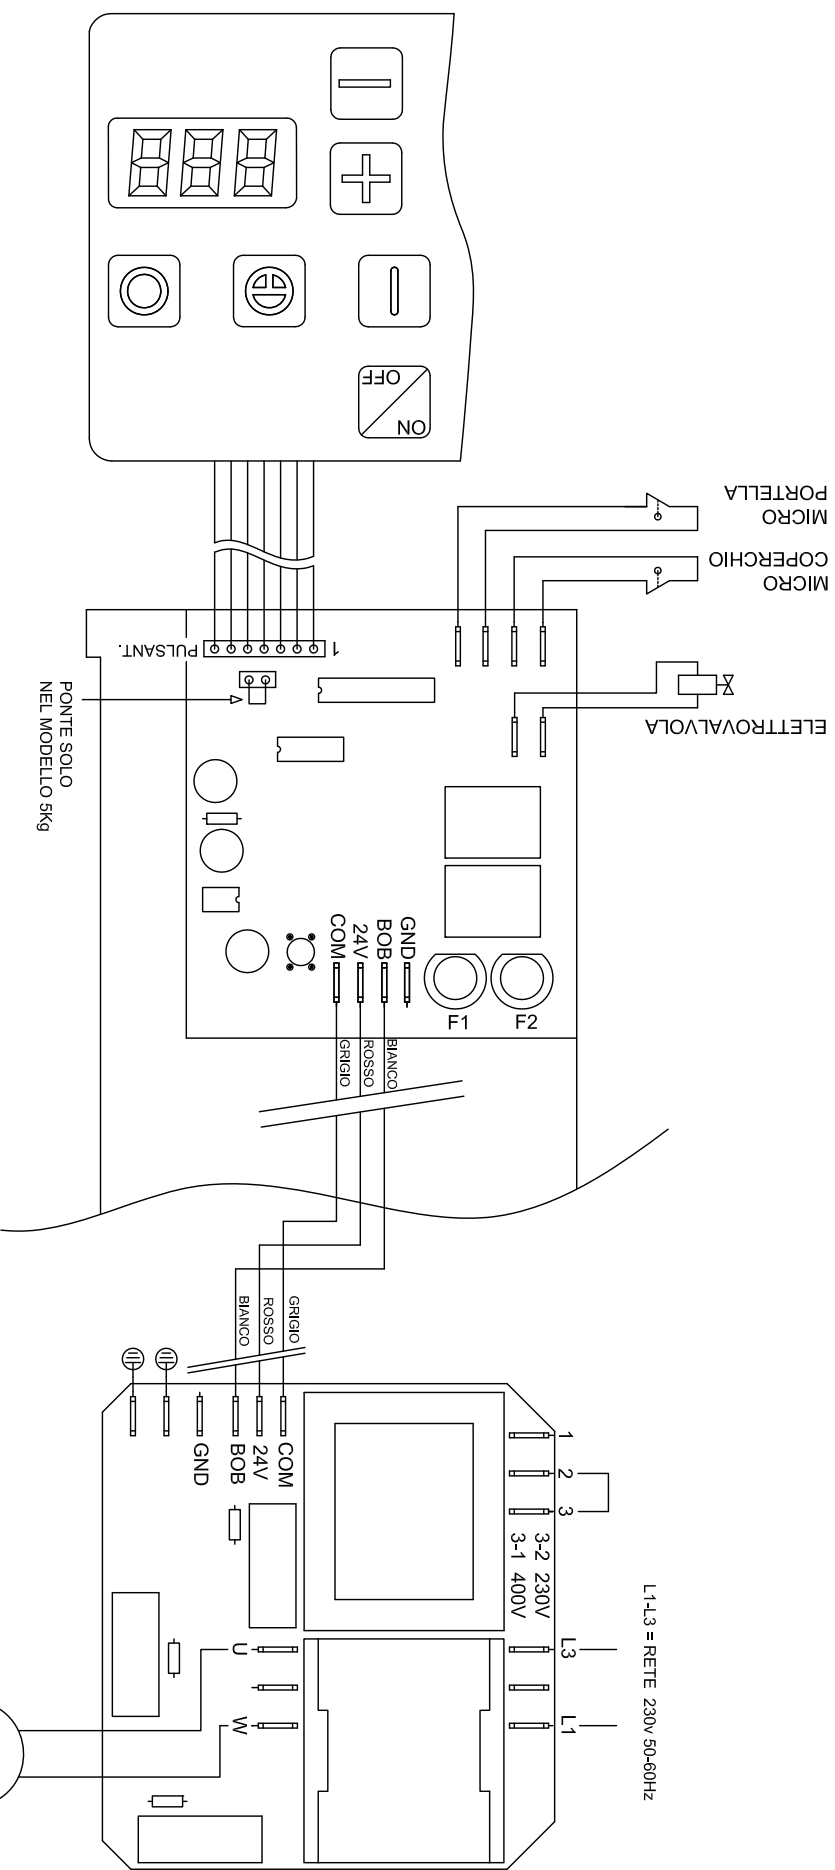 OFF
ON
MICRO
PORTELLA
MICRO
COPERCHIO
ELETTROVALVOLA
PULSANT.
1
PONTE SOLO
NEL MODELLO 5Kg
COM
24V
BOB
GND
F1
F2
GRIGIO
ROSSO
BIANCO
BIANCO
ROSSO
GRIGIO
GND
BOB
24V
COM
1
2
3
3-2 230V
3-1 400V
L3
L1
U
W
L1-L3 = RETE 230v 50-60Hz